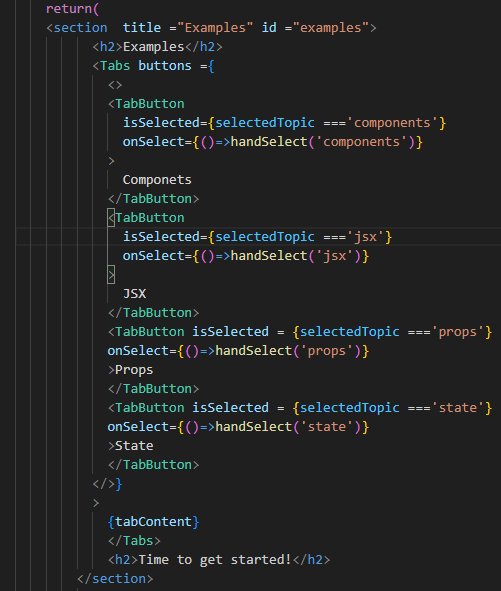 return(
<section  title ="Examples" id ="examples">
<h2>Examples</h2>
<Tabs buttons ={
<>
<TabButton
isSelected={selectedTopic ==='components'}
onSelect={()=>handSelect('components')}
>
Componets
</TabButton>
<TabButton
isSelected={selectedTopic ==='jsx'}
onSelect={()=>handSelect('jsx')}
>
JSX
</TabButton>
<TabButton isSelected = {selectedTopic ==='props'}
onSelect={()=>handSelect('props')}
>Props
</TabButton>
<TabButton isSelected = {selectedTopic ==='state'}
onSelect={()=>handSelect('state')}
>State
</TabButton>
</>}
>
{tabContent}
</Tabs>
<h2>Time to get started!</h2>
</section>